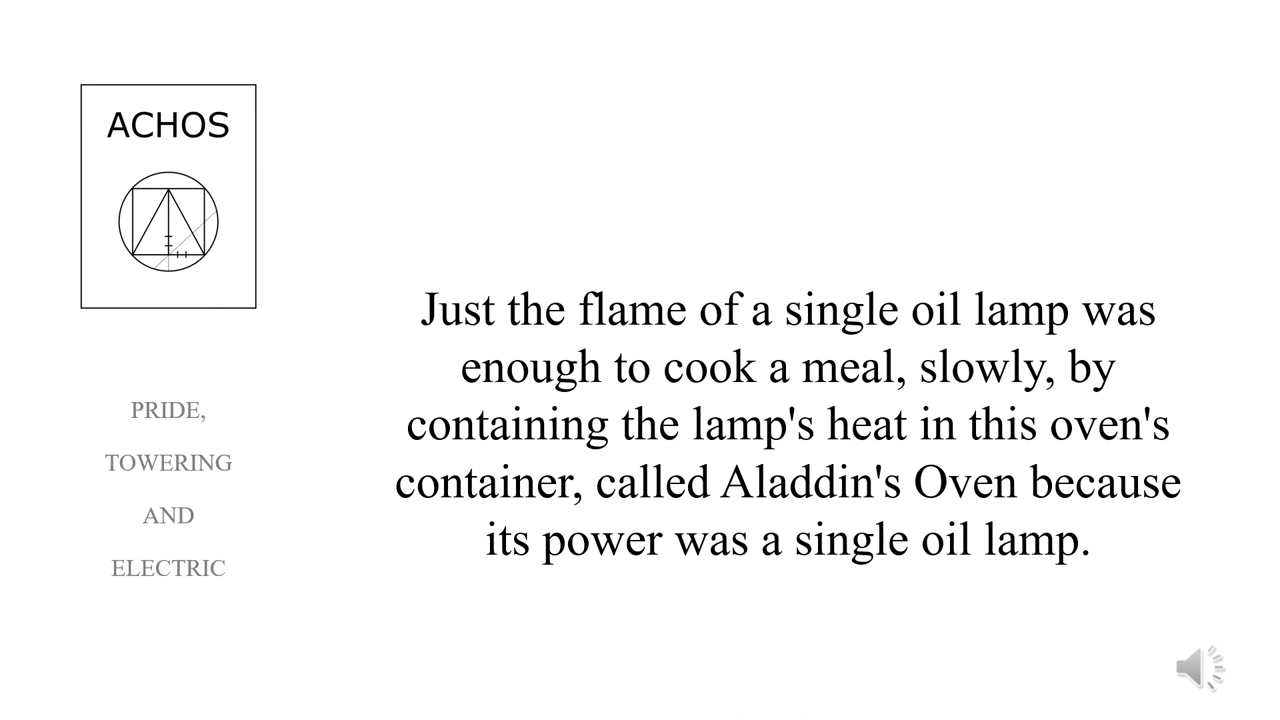 ACHOS
PRIDE,
TOWERING
AND
ELECTRIC
Just the flame of a single oil lamp was
enough to cook a meal, slowly, by
containing the lamp's heat in this oven's
container, called Aladdin's Oven because
its power was a single oil lamp.